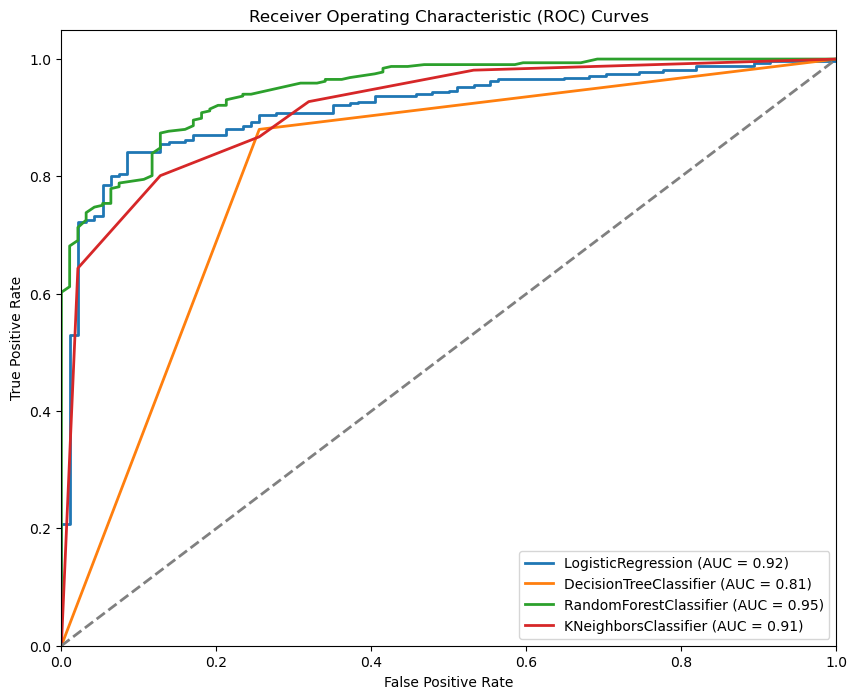 Receiver Operating Characteristic (ROC) Curves
True Positive Rate
1.0
0.8
0.6
0.4
0.2
0.0
LogisticRegression (AUC = 0.92)
DecisionTreeClassifier (AUC = 0.81)
RandomForestClassifier (AUC = 0.95)
KNeighborsClassifier (AUC = 0.91)
0.0 0.2 0.4 0.6 0.8 1.0
False Positive Rate